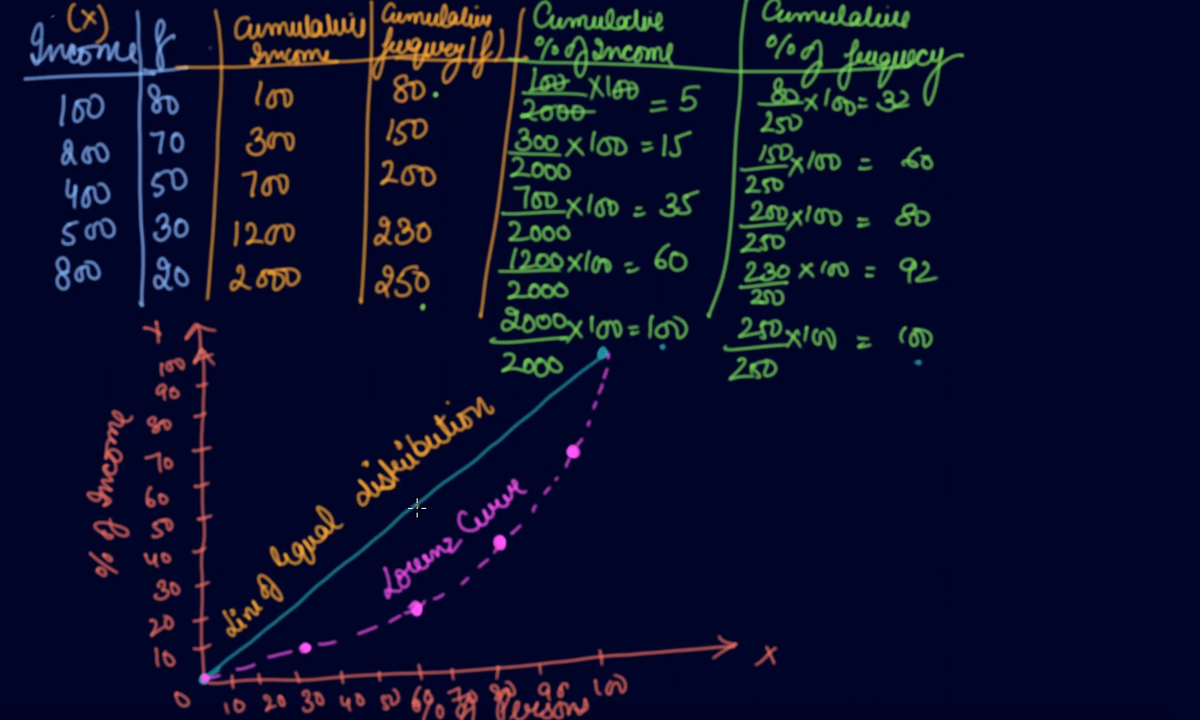 (x)
Income f Cumulative Income Cumulative frequency (f) Cumulative % of Income Cumulative % of frequency
100 80 100 80 100/2000 x100 = 5 80/250 x100 = 32
200 70 300 150 300/2000 x100 = 15 150/250 x100 = 60
400 50 700 200 700/2000 x100 = 35 200/250 x100 = 80
500 30 1200 230 1200/2000 x100 = 60 230/250 x100 = 92
800 20 2000 250 2000/2000 x100 = 100 250/250 x100 = 100
Y
100
90
80
70
60
50
40
30
20
10
% of Income
Line of Equal distribution
Lorenz Curve
0 10 20 30 40 50 60 70 80 90 100
X
% of Persons